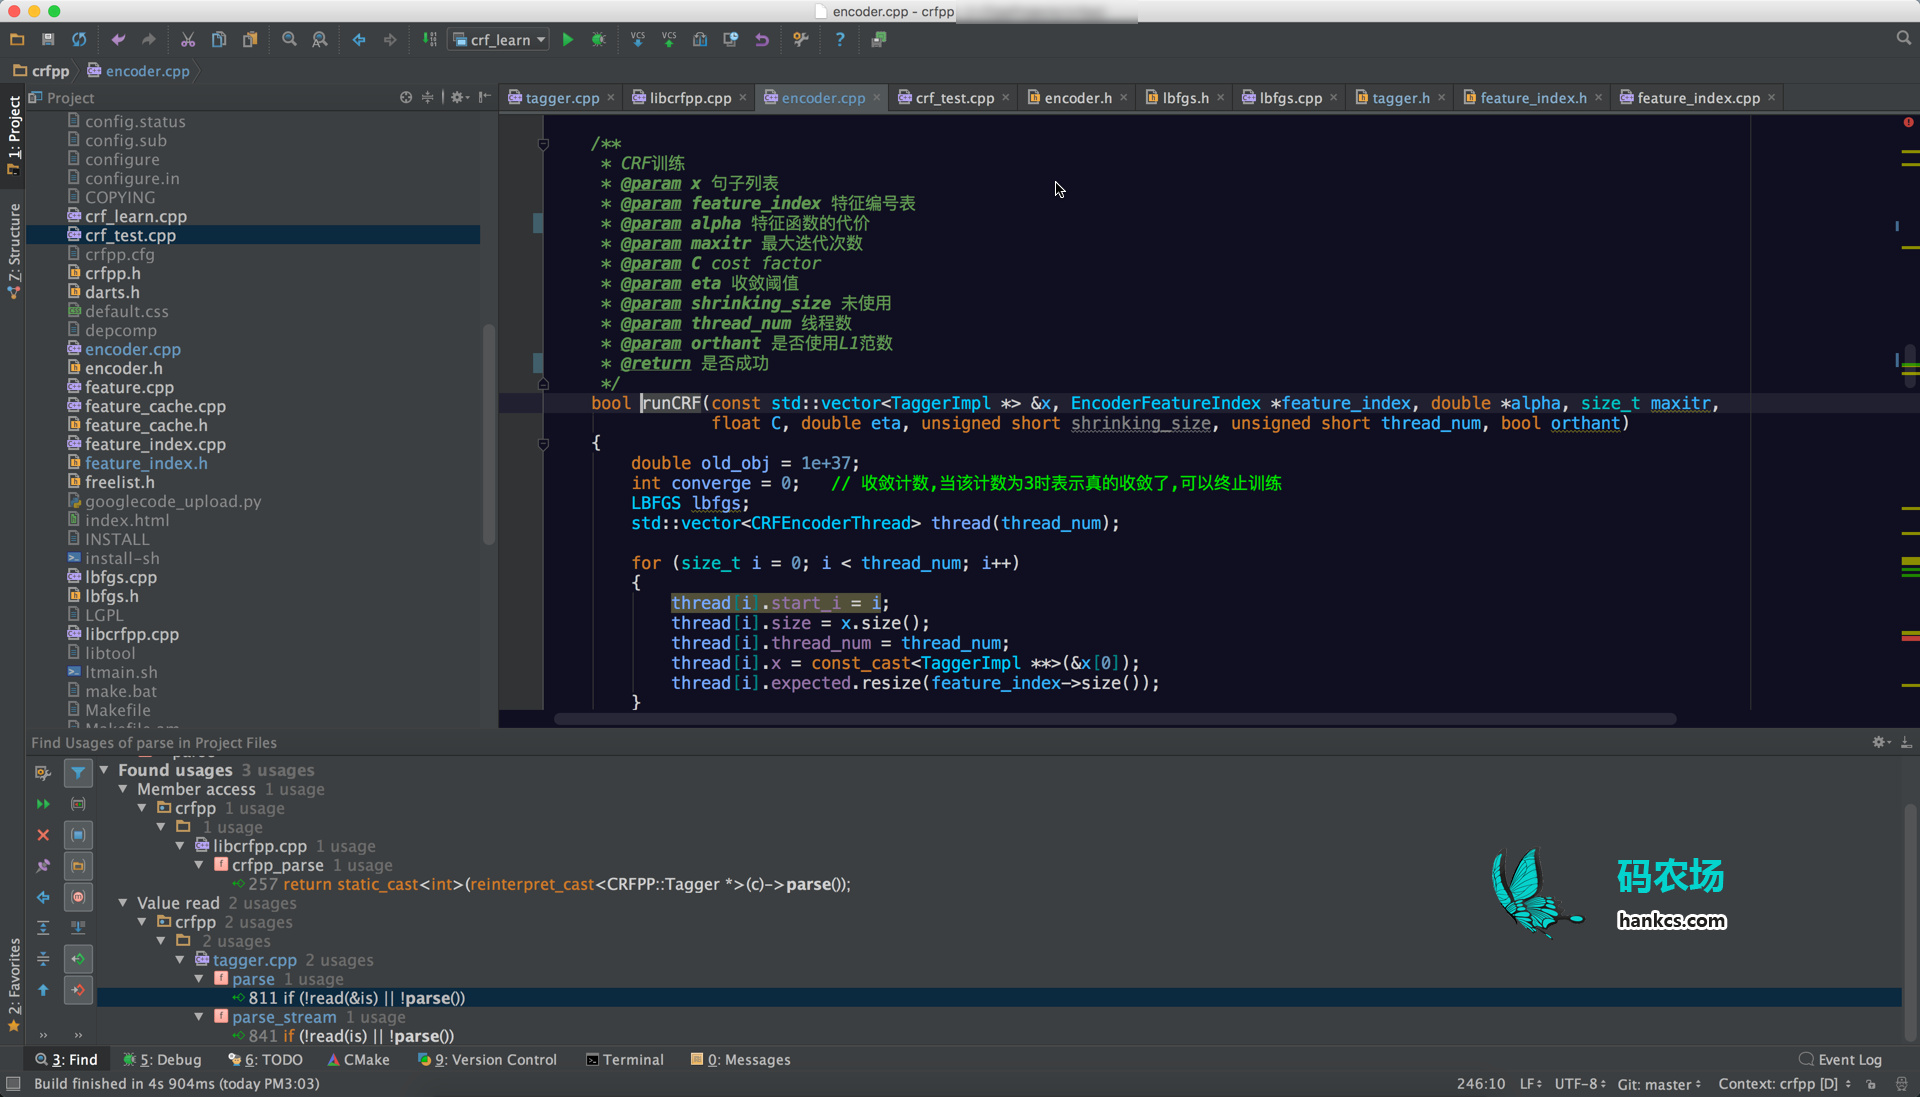 encoder.cpp - crfpp
crf_learn
crfpp
encoder.cpp
1: Project
Z: Structure
2: Favorites
Project
config.status
config.sub
configure
configure.in
COPYING
crf_learn.cpp
crf_test.cpp
crfpp.cfg
crfpp.h
darts.h
default.css
depcomp
encoder.cpp
encoder.h
feature.cpp
feature_cache.cpp
feature_cache.h
feature_index.cpp
feature_index.h
freelist.h
googlecode_upload.py
index.html
INSTALL
install-sh
lbfgs.cpp
lbfgs.h
LGPL
libcrfpp.cpp
libtool
ltmain.sh
make.bat
Makefile
tagger.cpp
libcrfpp.cpp
encoder.cpp
crf_test.cpp
encoder.h
lbfgs.h
lbfgs.cpp
tagger.h
feature_index.h
feature_index.cpp
/**
* CRF训练
* @param x 句子列表
* @param feature_index 特征编号表
* @param alpha 特征函数的代价
* @param maxitr 最大迭代次数
* @param C cost factor
* @param eta 收敛阈值
* @param shrinking_size 未使用
* @param thread_num 线程数
* @param orthant 是否使用L1范数
* @return 是否成功
*/
bool runCRF(const std::vector<TaggerImpl *> &x, EncoderFeatureIndex *feature_index, double *alpha, size_t maxitr,
float C, double eta, unsigned short shrinking_size, unsigned short thread_num, bool orthant)
{
double old_obj = 1e+37;
int converge = 0; // 收敛计数,当该计数为3时表示真的收敛了,可以终止训练
LBFGS lbfgs;
std::vector<CRFEncoderThread> thread(thread_num);
for (size_t i = 0; i < thread_num; i++)
{
thread[i].start_i = i;
thread[i].size = x.size();
thread[i].thread_num = thread_num;
thread[i].x = const_cast<TaggerImpl **>(&x[0]);
thread[i].expected.resize(feature_index->size());
}
Find Usages of parse in Project Files
Found usages 3 usages
Member access 1 usage
crfpp 1 usage
1 usage
libcrfpp.cpp 1 usage
crfpp_parse 1 usage
257 return static_cast<int>(reinterpret_cast<CRFPP::Tagger *>(c)->parse());
Value read 2 usages
crfpp 2 usages
2 usages
tagger.cpp 2 usages
parse 1 usage
811 if (!read(&is) || !parse())
parse_stream 1 usage
841 if (!read(is) || !parse())
码农场
hankcs.com
3: Find
5: Debug
6: TODO
CMake
9: Version Control
Terminal
0: Messages
Event Log
Build finished in 4s 904ms (today PM3:03)
246:10
LF
UTF-8
Git: master
Context: crfpp [D]